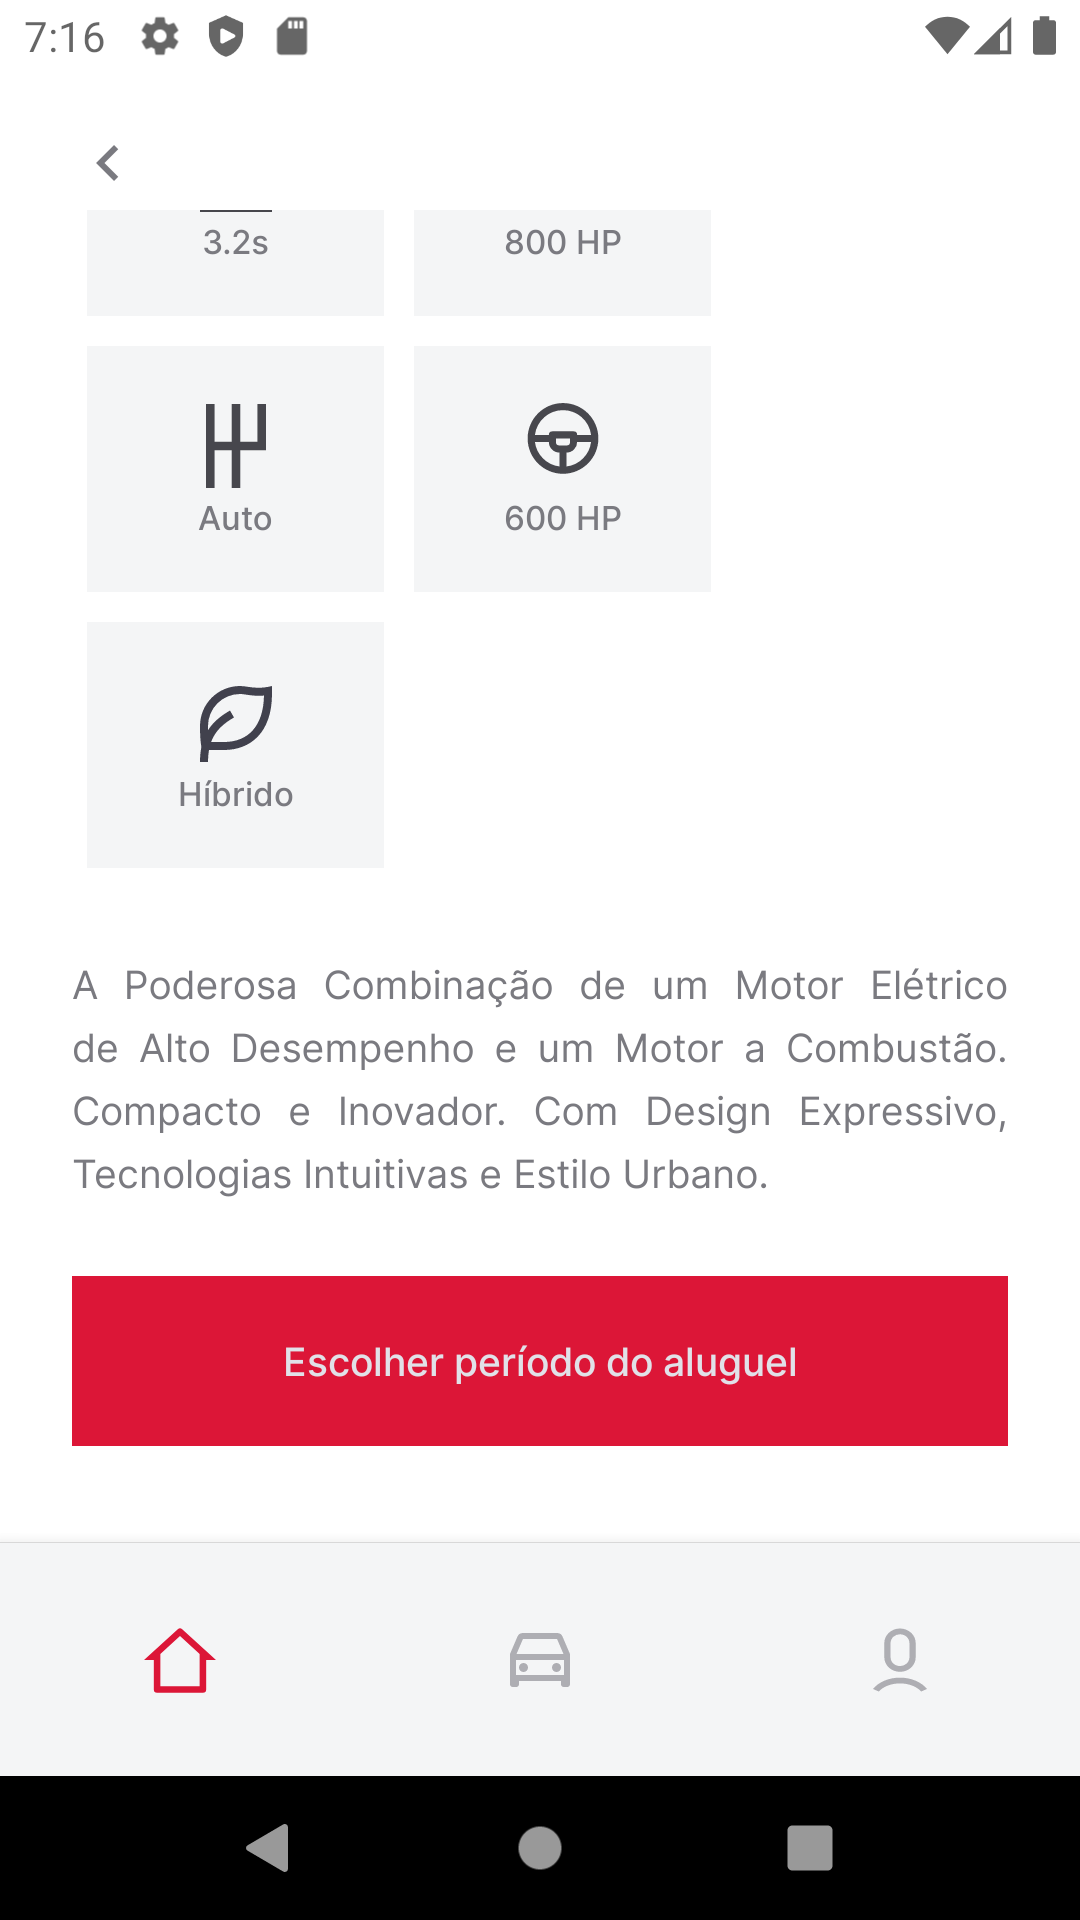 7:16
3.2s 800 HP
Auto 600 HP
Híbrido
A Poderosa Combinação de um Motor Elétrico
de Alto Desempenho e um Motor a Combustão.
Compacto e Inovador. Com Design Expressivo,
Tecnologias Intuitivas e Estilo Urbano.
Escolher período do aluguel